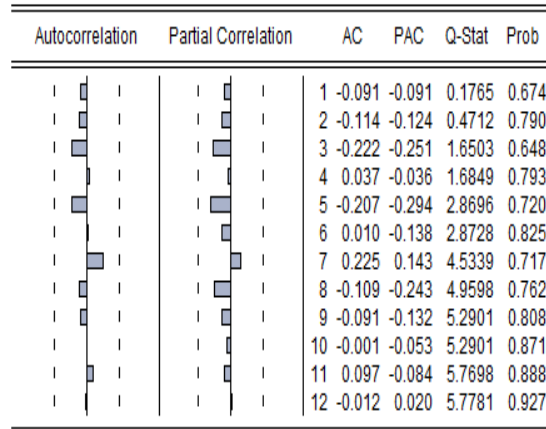 Autocorrelation Partial Correlation AC PAC Q-Stat Prob
1 -0.091 -0.091 0.1765 0.674
2 -0.114 -0.124 0.4712 0.790
3 -0.222 -0.251 1.6503 0.648
4 0.037 -0.036 1.6849 0.793
5 -0.207 -0.294 2.8696 0.720
6 0.010 -0.138 2.8728 0.825
7 0.225 0.143 4.5339 0.717
8 -0.109 -0.243 4.9598 0.762
9 -0.091 -0.132 5.2901 0.808
10 -0.001 -0.053 5.2901 0.871
11 0.097 -0.084 5.7698 0.888
12 -0.012 0.020 5.7781 0.927